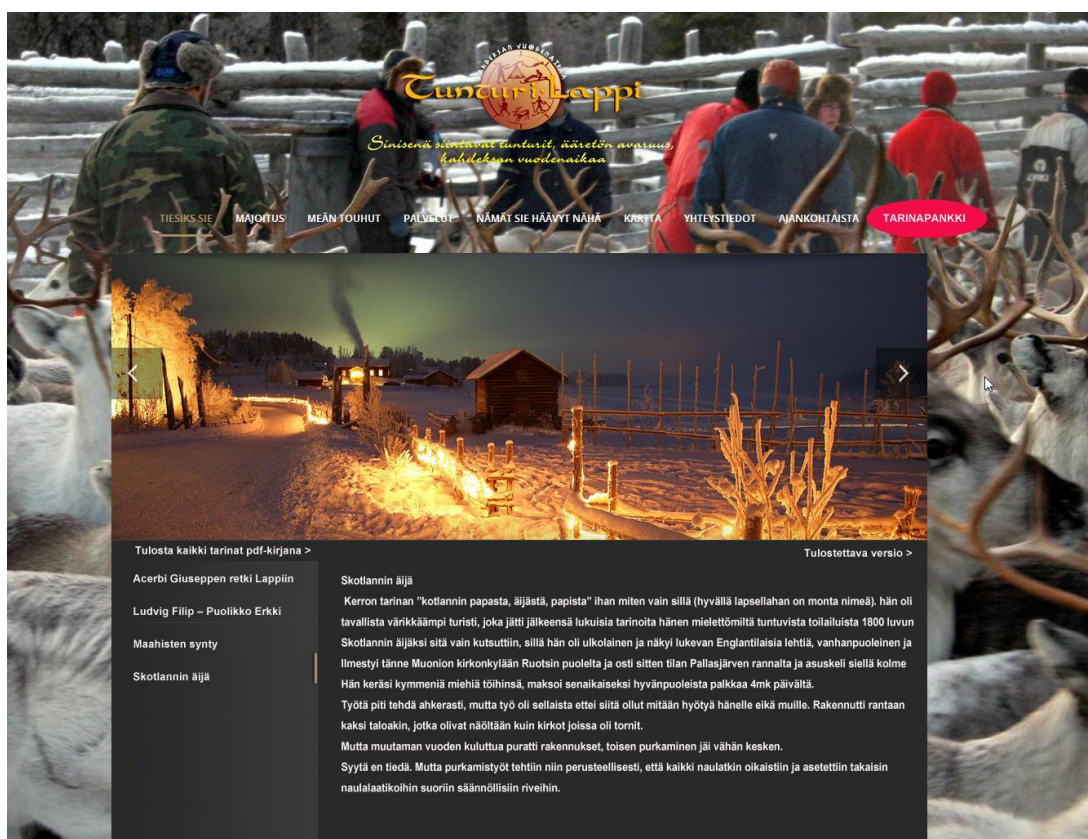 KAHDEKSAN VUODENAIKAA
Tunturi-Lappi
Sinisenä siintävät tunturit, ääretön avaruus,
kahdeksan vuodenaikaa
TIESIKS SIE MAJOITUS MEÄN TOUHUT PALVELUT NÄMÄT SIE HÄÄVYT NÄHÄ KARTTA YHTEYSTIEDOT AJANKOHTAISTA TARINAPANKKI
Tulosta kaikki tarinat pdf-kirjana >
Tulostettava versio >
Acerbi Giuseppen retki Lappiin
Ludvig Filip – Puolikko Erkki
Maahisten synty
Skotlannin äijä
Skotlannin äijä
Kerron tarinan ”kotlannin papasta, äijästä, papista” ihan miten vain sillä (hyvällä lapsellahan on monta nimeä). hän oli
tavallista värikkäämpi turisti, joka jätti jälkeensä lukuisia tarinoita hänen mielettömiltä tuntuvista toilailuista 1800 luvun
Skotlannin äijäksi sitä vain kutsuttiin, sillä hän oli ulkolainen ja näkyi lukevan Englantilaisia lehtiä, vanhanpuoleinen ja
Ilmestyi tänne Muonion kirkonkylään Ruotsin puolelta ja osti sitten tilan Pallasjärven rannalta ja asuskeli siellä kolme
Hän keräsi kymmeniä miehiä töihinsä, maksoi senaikaiseksi hyvänpuoleista palkkaa 4mk päivältä.
Työtä piti tehdä ahkerasti, mutta työ oli sellaista ettei siitä ollut mitään hyötyä hänelle eikä muille. Rakennutti rantaan
kaksi taloakin, jotka olivat näöltään kuin kirkot joissa oli tornit.
Mutta muutaman vuoden kuluttua puratti rakennukset, toisen purkaminen jäi vähän kesken.
Syytä en tiedä. Mutta purkamistyöt tehtiin niin perusteellisesti, että kaikki naulatkin oikaistiin ja asetettiin takaisin
naulalaatikoihin suoriin säännöllisiin riveihin.